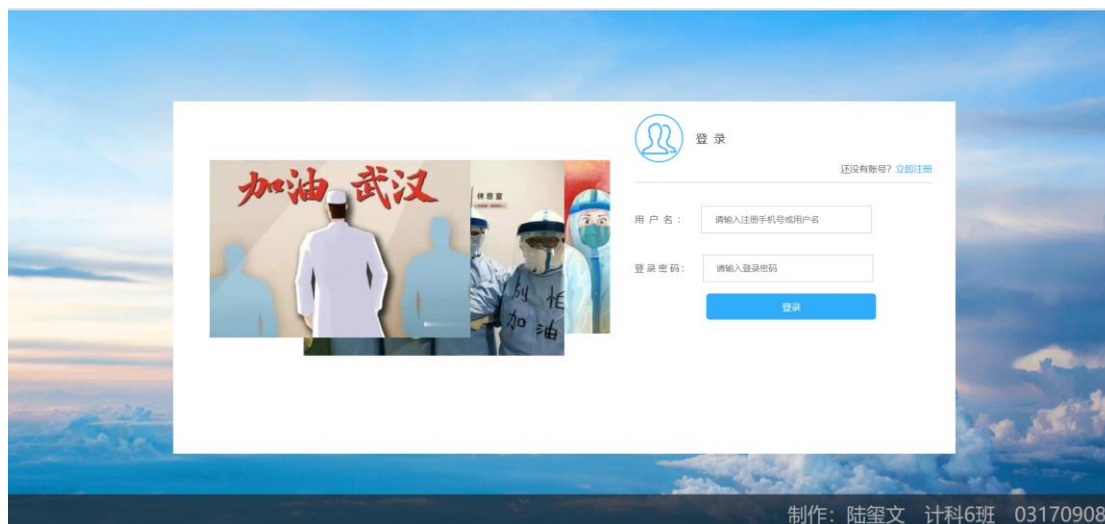 加油 武汉
休息室
别怕
加油
登录
还没有账号？立即注册
用户名：
请输入注册手机号或用户名
登录密码：
请输入登录密码
登录
制作：陆玺文 计科6班 03170908